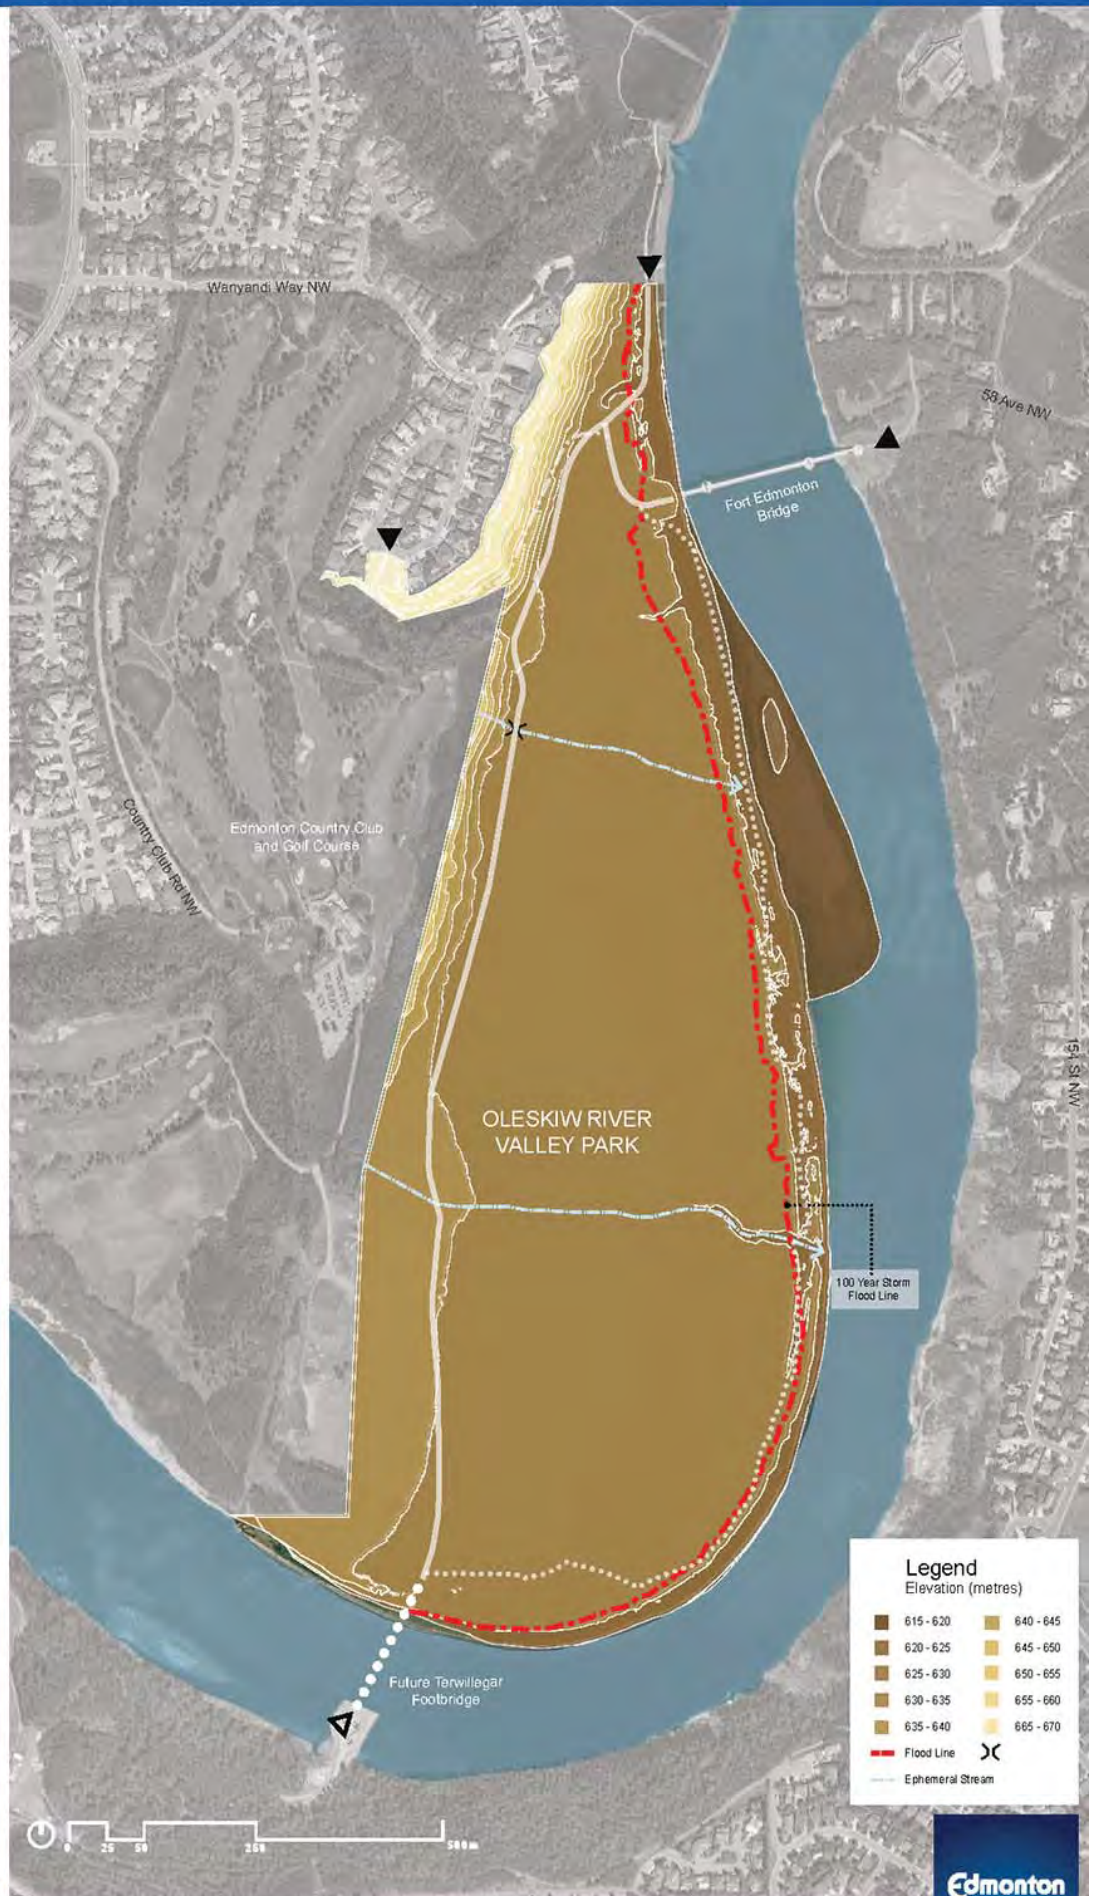 Wanyandi Way NW
58 Ave NW
Fort Edmonton
Bridge
Country Club Rd NW
Edmonton Country Club
and Golf Course
154 St NW
OLESKIW RIVER
VALLEY PARK
100 Year Storm
Flood Line
Future Terwillegar
Footbridge
Legend
Elevation (metres)
615 - 620
640 - 645
620 - 625
645 - 650
625 - 630
650 - 655
630 - 635
655 - 660
635 - 640
665 - 670
Flood Line
Ephemeral Stream
0 25 50 250 500m
Edmonton